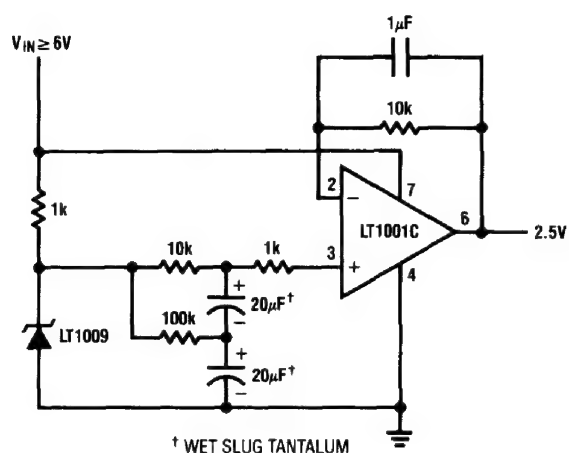 1µF
V_IN ≥ 6V
10k
2
7
1k
−
LT1001C
6
2.5V
10k
1k
3
+
4
+
20µF†
−
LT1009
100k
+
20µF†
−
† WET SLUG TANTALUM